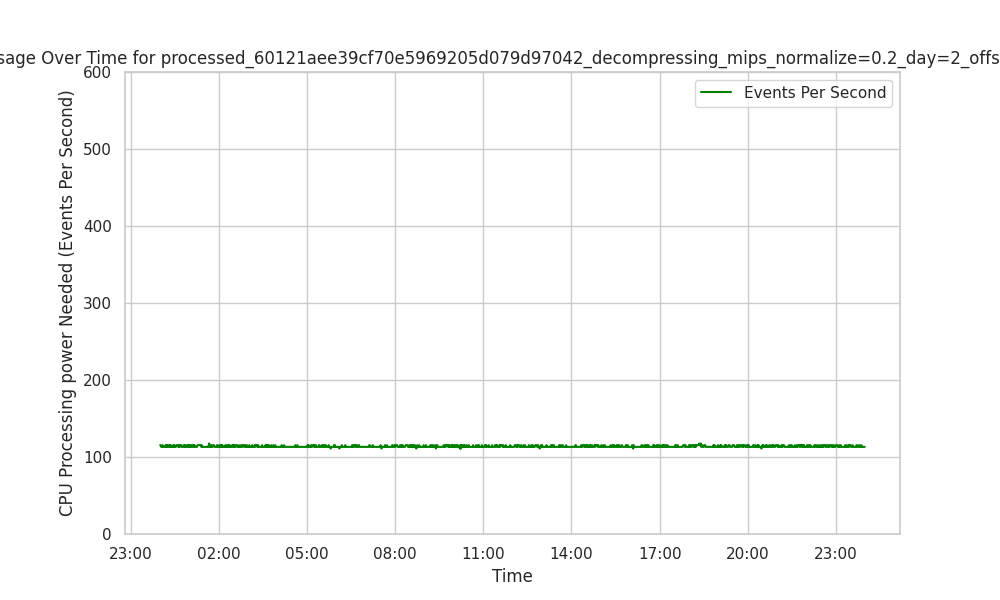 sage Over Time for processed_60121aee39cf70e5969205d079d97042_decompressing_mips_normalize=0.2_day=2_offs
Events Per Second
CPU Processing power Needed (Events Per Second)
600
500
400
300
200
100
0
23:00 02:00 05:00 08:00 11:00 14:00 17:00 20:00 23:00
Time